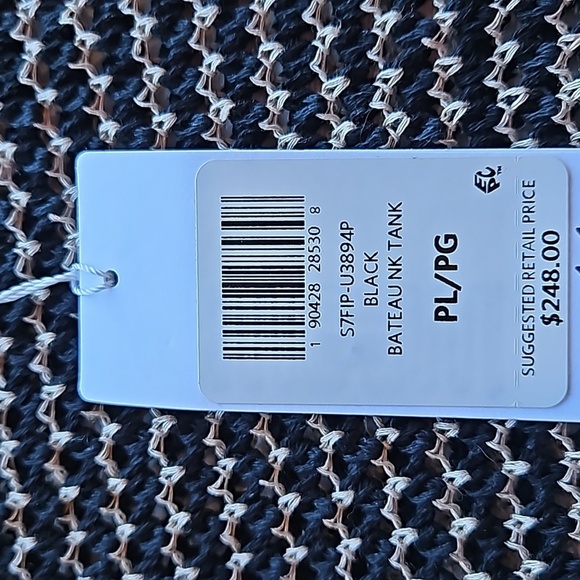 1 90428 28530 8
S7FIP-U3894P
BLACK
BATEAU NK TANK
PL/PG
SUGGESTED RETAIL PRICE
$248.00